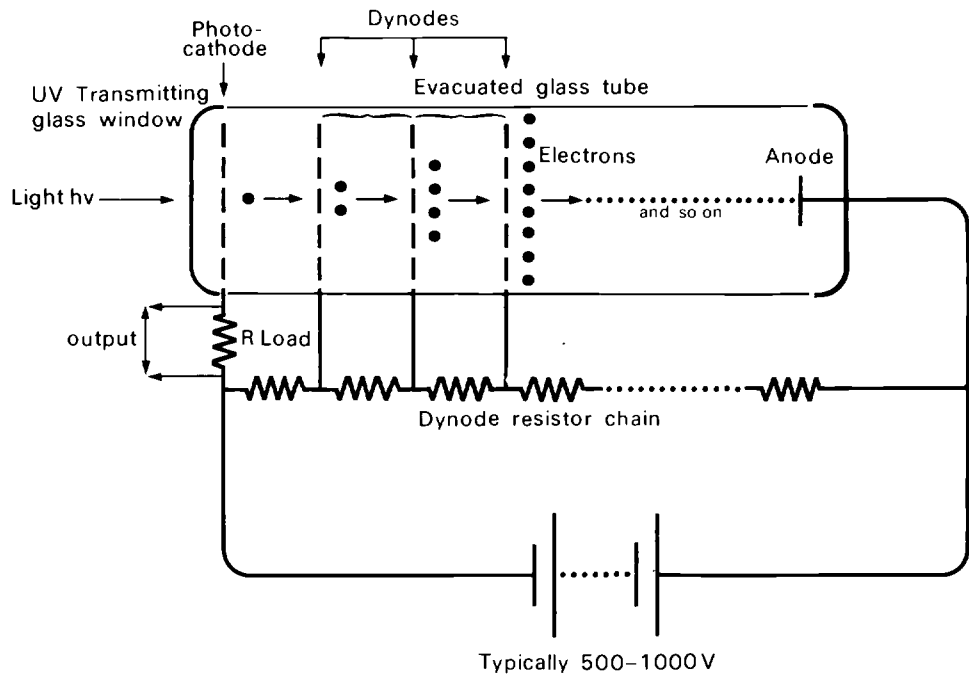 Photo-
cathode
Dynodes
UV Transmitting
glass window
Evacuated glass tube
Electrons
Anode
Light hv
and so on
output
R Load
Dynode resistor chain
Typically 500–1000V